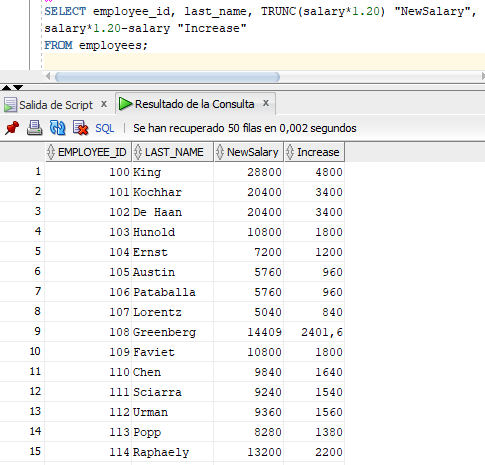 SELECT employee_id, last_name, TRUNC(salary*1.20) "NewSalary",
salary*1.20-salary "Increase"
FROM employees;
Salida de Script x Resultado de la Consulta x
SQL | Se han recuperado 50 filas en 0,002 segundos
EMPLOYEE_ID LAST_NAME NewSalary Increase
1 100 King 28800 4800
2 101 Kochhar 20400 3400
3 102 De Haan 20400 3400
4 103 Hunold 10800 1800
5 104 Ernst 7200 1200
6 105 Austin 5760 960
7 106 Pataballa 5760 960
8 107 Lorentz 5040 840
9 108 Greenberg 14409 2401,6
10 109 Faviet 10800 1800
11 110 Chen 9840 1640
12 111 Sciarra 9240 1540
13 112 Urman 9360 1560
14 113 Popp 8280 1380
15 114 Raphaely 13200 2200